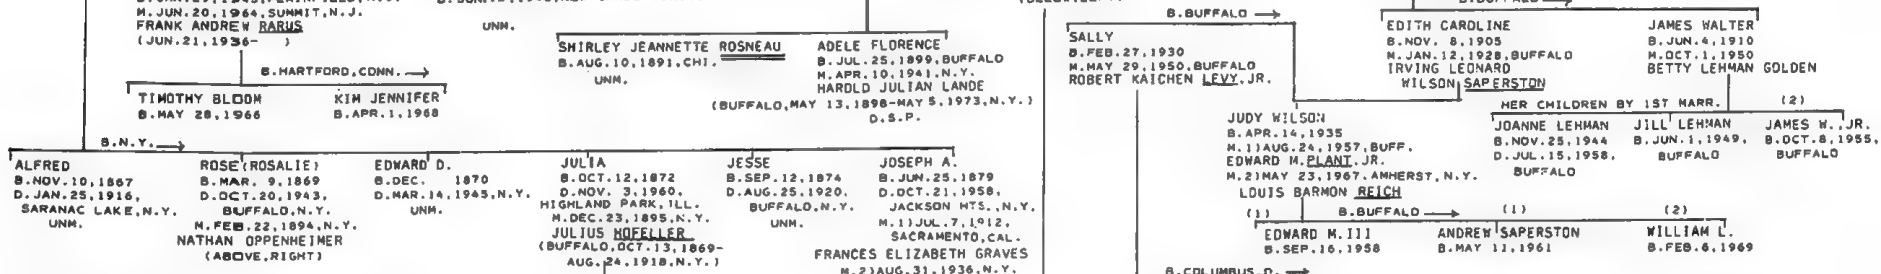 M.JUN.20,1964,SUMMIT,N.J.
FRANK ANDREW RARUS
(JUN.21,1936- )
UNM.
B.HARTFORD,CONN.
TIMOTHY BLOOM
B.MAY 28,1966
KIM JENNIFER
B.APR.1,1968
SHIRLEY JEANNETTE ROSNEAU
B.AUG.10,1891,CHI.
UNM.
ADELE FLORENCE
B.JUL.25,1899,BUFFALO
M.APR.10,1941,N.Y.
HAROLD JULIAN LANDE
(BUFFALO,MAY 13,1898-MAY 5,1973,N.Y.)
D.S.P.
B.N.Y.
ALFRED
B.NOV.10,1867
D.JAN.25,1916,
SARANAC LAKE,N.Y.
UNM.
ROSE(ROSALIE)
B.MAR. 9,1869
D.OCT.20,1943,
BUFFALO,N.Y.
M.FEB.22,1894,N.Y.
NATHAN OPPENHEIMER
(ABOVE,RIGHT)
EDWARD D.
B.DEC. 1870
D.MAR.14,1945,N.Y.
UNM.
JULIA
B.OCT.12,1872
D.NOV. 3,1960,
HIGHLAND PARK,ILL.
M.DEC.23,1895,N.Y.
JULIUS HOFELLER
(BUFFALO,OCT.13,1869-
AUG.24,1918,N.Y.)
JESSE
B.SEP.12,1874
D.AUG.25,1920,
BUFFALO,N.Y.
UNM.
JOSEPH A.
B.JUN.25,1879
D.OCT.21,1958,
JACKSON HTS.,N.Y.
M.1)JUL.7,1912,
SACRAMENTO,CAL.
FRANCES ELIZABETH GRAVES
M.2)AUG.31,1936,N.Y.
B.BUFFALO
SALLY
B.FEB.27,1930
M.MAY 29,1950,BUFFALO
ROBERT KAICHEN LEVY,JR.
JUDY WILSON
B.APR.14,1935
M.1)AUG.24,1957,BUFF.
EDWARD M.PLANT,JR.
M.2)MAY 23,1967,AMHERST,N.Y.
LOUIS BARMON REICH
B.BUFFALO
EDITH CAROLINE
B.NOV. 8,1905
M.JAN.12,1928,BUFFALO
IRVING LEONARD
WILSON SAPERSTON
JAMES WALTER
B.JUN.4,1910
M.OCT.1,1950
BETTY LEHMAN GOLDEN
HER CHILDREN BY 1ST MARR. (2)
JOANNE LEHMAN
B.NOV.25,1944
D.JUL.15,1958,
BUFFALO
JILL LEHMAN
B.JUN.1,1949,
BUFFALO
JAMES W.,JR.
B.OCT.8,1955,
BUFFALO
(1) B.BUFFALO (1) (2)
EDWARD M.III
B.SEP.16,1958
ANDREW SAPERSTON
B.MAY 11,1961
WILLIAM L.
B.FEB.6,1969
B.COLUMBUS,O.